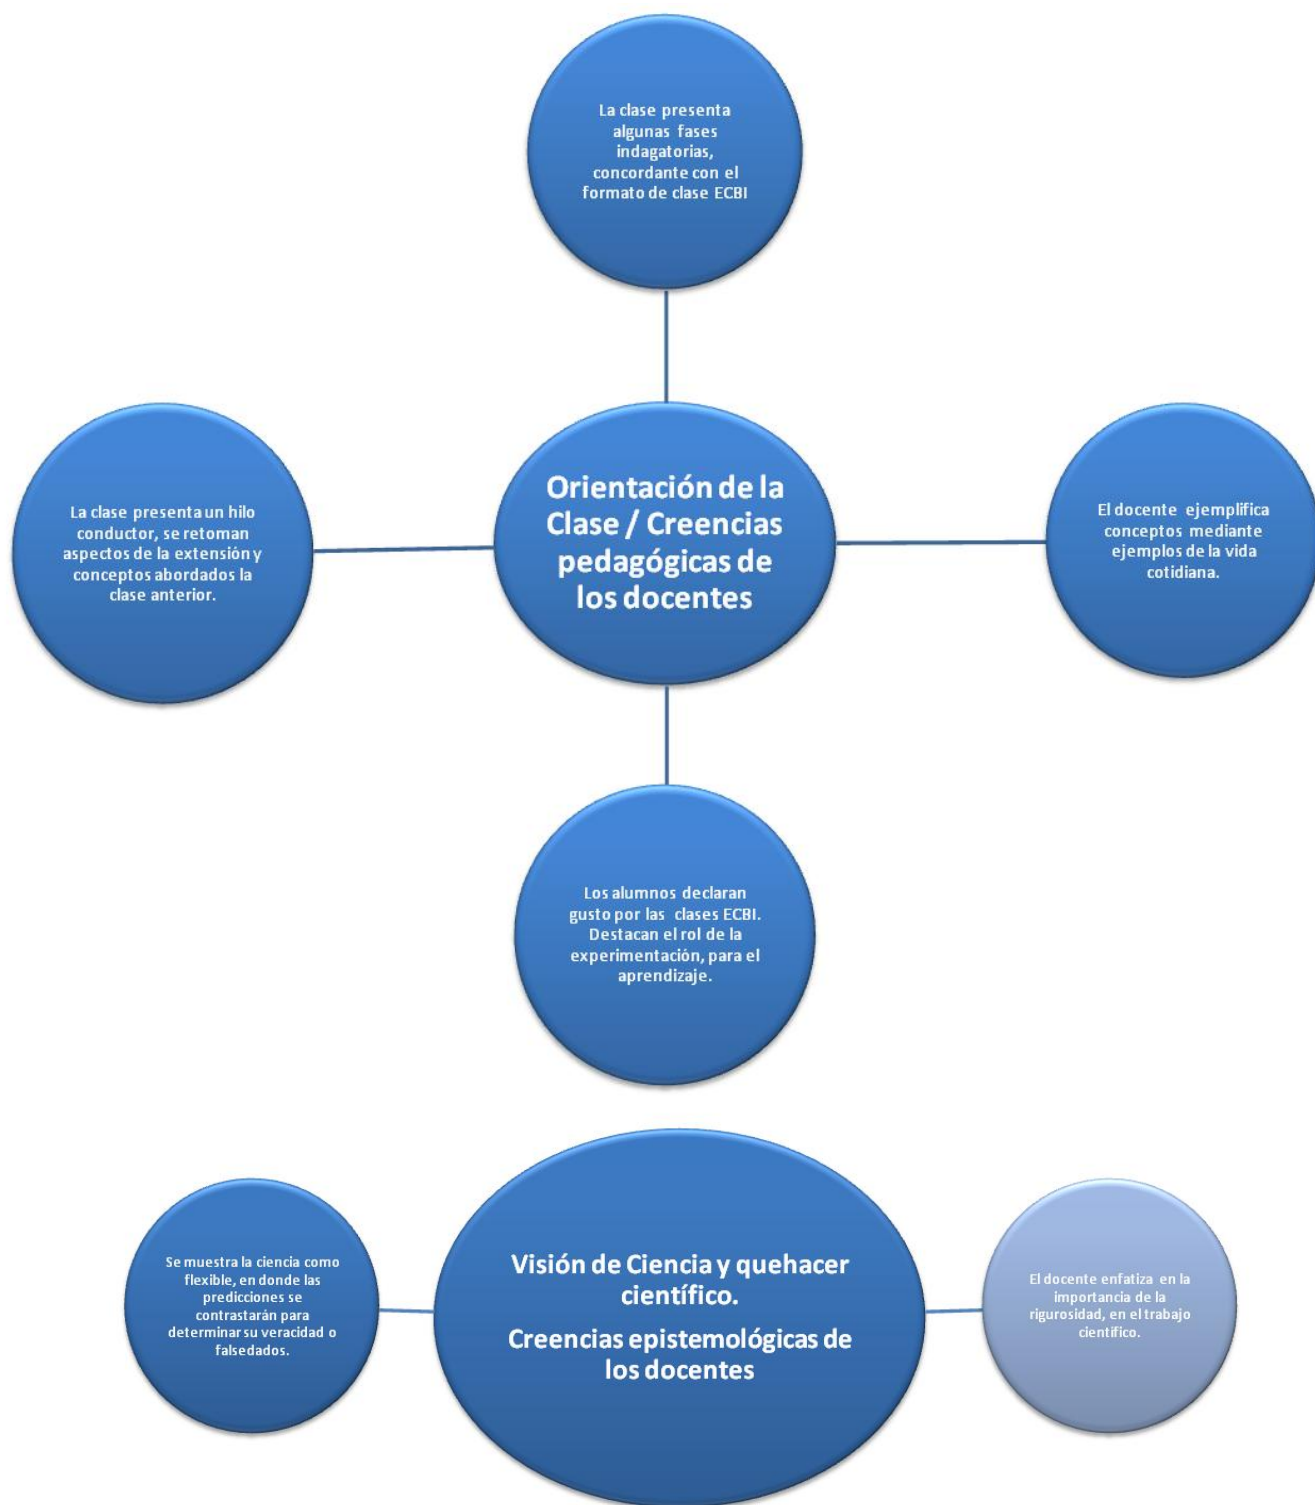 La clase presenta
algunas fases
indagatorias,
concordante con el
formato de clase ECBI
La clase presenta un hilo
conductor, se retoman
aspectos de la extensión y
conceptos abordados la
clase anterior.
Orientación de la
Clase / Creencias
pedagógicas de
los docentes
El docente ejemplifica
conceptos mediante
ejemplos de la vida
cotidiana.
Los alumnos declaran
gusto por las clases ECBI.
Destacan el rol de la
experimentación, para el
aprendizaje.
Se muestra la ciencia como
flexible, en donde las
predicciones se
contrastarán para
determinar su veracidad o
falsedados.
Visión de Ciencia y quehacer
científico.
Creencias epistemológicas de
los docentes
El docente enfatiza en la
importancia de la
rigurosidad, en el trabajo
científico.